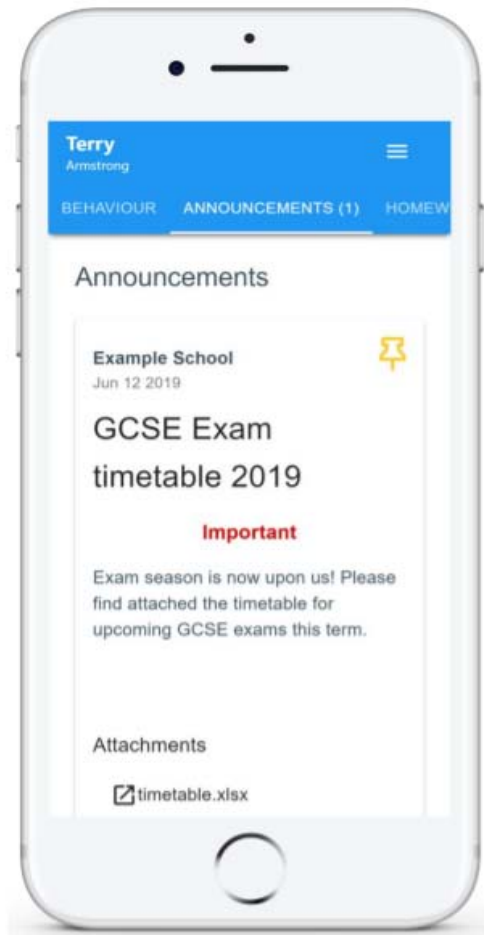 Terry
Armstrong
BEHAVIOUR ANNOUNCEMENTS (1) HOMEW
Announcements
Example School
Jun 12 2019
GCSE Exam
timetable 2019
Important
Exam season is now upon us! Please
find attached the timetable for
upcoming GCSE exams this term.
Attachments
timetable.xlsx